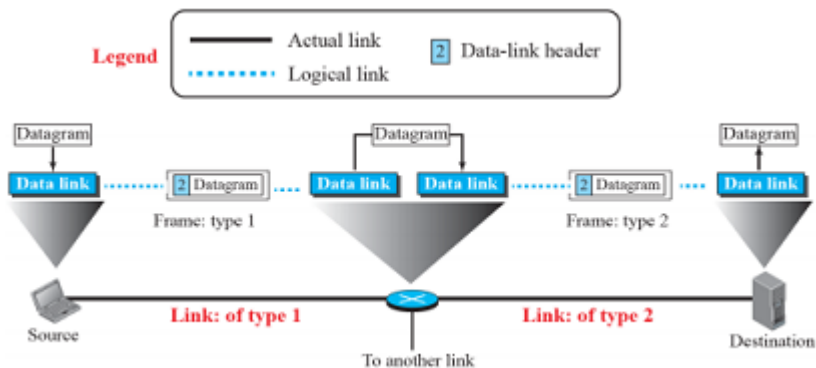 Legend
Actual link
Logical link
2 Data-link header
Datagram
Datagram
Datagram
Data link
2 Datagram
Data link
Data link
2 Datagram
Data link
Frame: type 1
Frame: type 2
Link: of type 1
Link: of type 2
Source
Destination
To another link